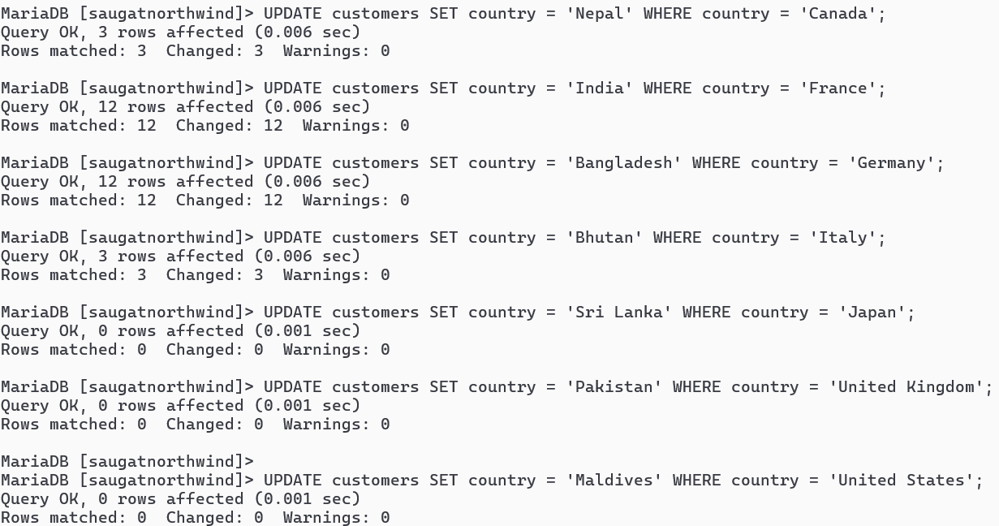 MariaDB [saugatnorthwind]> UPDATE customers SET country = 'Nepal' WHERE country = 'Canada';
Query OK, 3 rows affected (0.006 sec)
Rows matched: 3  Changed: 3  Warnings: 0

MariaDB [saugatnorthwind]> UPDATE customers SET country = 'India' WHERE country = 'France';
Query OK, 12 rows affected (0.006 sec)
Rows matched: 12  Changed: 12  Warnings: 0

MariaDB [saugatnorthwind]> UPDATE customers SET country = 'Bangladesh' WHERE country = 'Germany';
Query OK, 12 rows affected (0.006 sec)
Rows matched: 12  Changed: 12  Warnings: 0

MariaDB [saugatnorthwind]> UPDATE customers SET country = 'Bhutan' WHERE country = 'Italy';
Query OK, 3 rows affected (0.006 sec)
Rows matched: 3  Changed: 3  Warnings: 0

MariaDB [saugatnorthwind]> UPDATE customers SET country = 'Sri Lanka' WHERE country = 'Japan';
Query OK, 0 rows affected (0.001 sec)
Rows matched: 0  Changed: 0  Warnings: 0

MariaDB [saugatnorthwind]> UPDATE customers SET country = 'Pakistan' WHERE country = 'United Kingdom';
Query OK, 0 rows affected (0.001 sec)
Rows matched: 0  Changed: 0  Warnings: 0

MariaDB [saugatnorthwind]>
MariaDB [saugatnorthwind]> UPDATE customers SET country = 'Maldives' WHERE country = 'United States';
Query OK, 0 rows affected (0.001 sec)
Rows matched: 0  Changed: 0  Warnings: 0